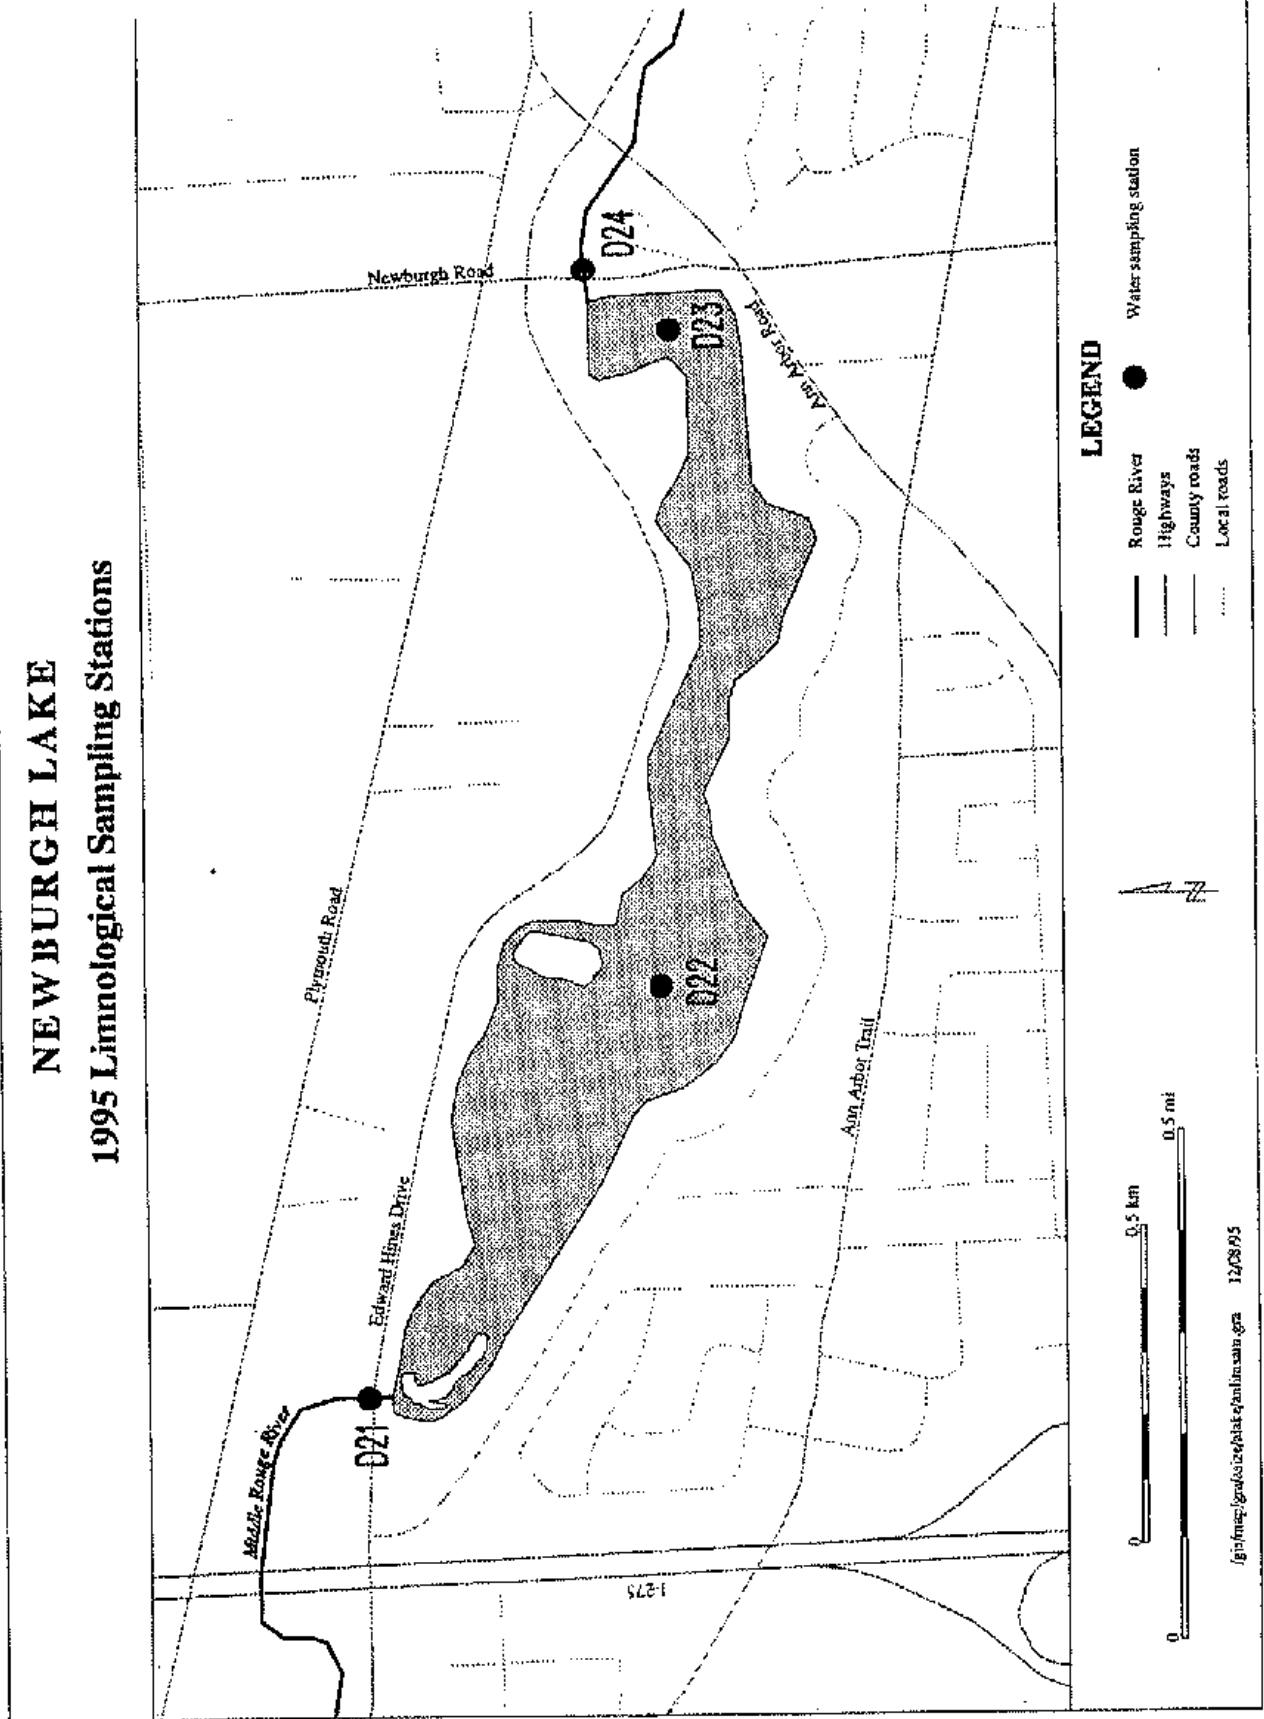 NEWBURGH LAKE
1995 Limnological Sampling Stations
Newburgh Road
Plymouth Road
Edward Hines Drive
Middle Rouge River
D21
D22
D23
D24
Ann Arbor Road
Ann Arbor Trail
I-275
LEGEND
Rouge River
Highways
County roads
Local roads
Water sampling station
N
0 0.5 km
0 0.5 mi
12/08/95